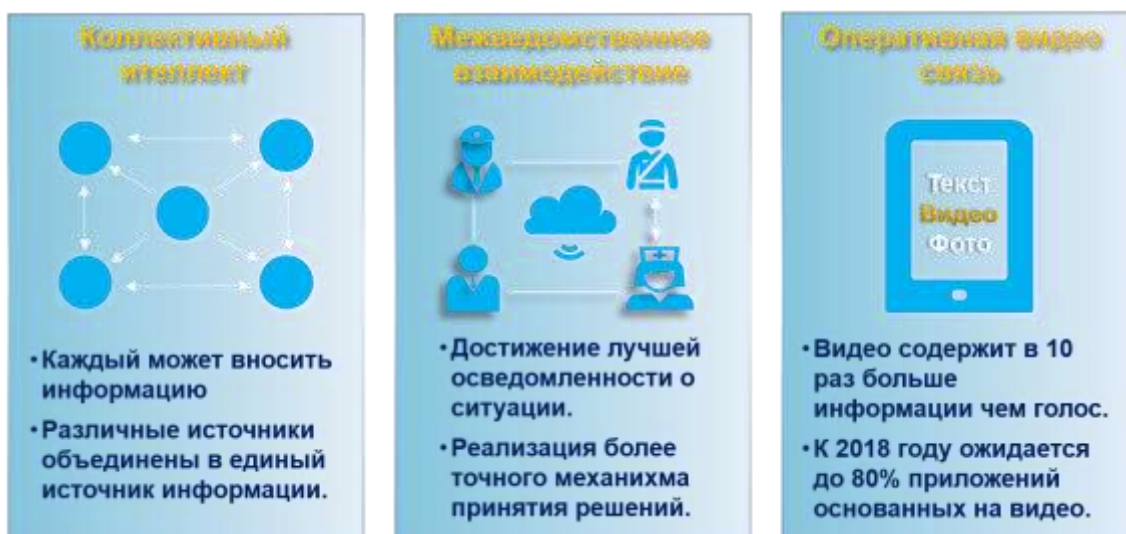 Коллективный
ителлект
• Каждый может вносить
информацию
• Различные источники
объединены в единый
источник информации.
Межведомственное
взаимодействие
• Достижение лучшей
осведомленности о
ситуации.
• Реализация более
точного механихма
принятия решений.
Оперативная видео
связь
Текст
Видео
Фото
• Видео содержит в 10
раз больше
информации чем голос.
• К 2018 году ожидается
до 80% приложений
основанных на видео.